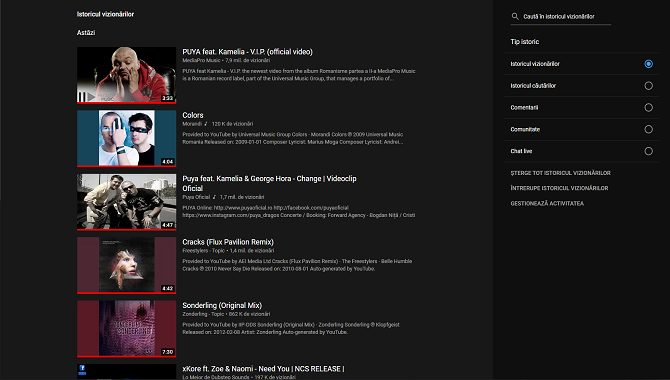 Istoricul vizionărilor
Astăzi
3:33
PUYA feat. Kamelia - V.I.P. (official video)
MediaPro Music • 7,9 mil. de vizionări
PUYA feat Kamelia - V.I.P. the newest video from the album Romanisme partea a II-a MediaPro Music
is a Romanian record label, part of the Universal Music Group, that manages a portfolio of...
4:04
Colors
Morandi ♪ • 120 K de vizionări
Provided to YouTube by Universal Music Group Colors · Morandi Colors ℗ 2009 Universal Music
Romania Released on: 2009-01-01 Composer Lyricist: Marius Moga Composer Lyricist: Andrei...
4:47
Puya feat. Kamelia & George Hora - Change | Videoclip
Oficial
Puya Oficial ♪ • 1,7 mil. de vizionări
PUYA Online: http://www.puyaoficial.ro http://facebook.com/puyaoficial
https://www.instagram.com/puya_dragos Concerte / Booking: Forward Agency - Bogdan Niță / Cristi
4:42
Cracks (Flux Pavilion Remix)
Freestylers - Topic • 1,4 mil. de vizionări
Provided to YouTube by AEI Media Ltd Cracks (Flux Pavilion Remix) · The Freestylers · Belle Humble
Cracks ℗ 2010 Never Say Die Released on: 2010-08-01 Auto-generated by YouTube.
7:30
Sonderling (Original Mix)
Zonderling - Topic • 862 K de vizionări
Provided to YouTube by IIP-DDS Sonderling (Original Mix) · Zonderling Sonderling ℗ Klopfgeist
Released on: 2012-02-08 Artist: Zonderling Auto-generated by YouTube.
xKore ft. Zoe & Naomi - Need You | NCS RELEASE |
Lo Mejor de Dubstep Sounds • 197 K de vizionări
Caută în istoricul vizionărilor
Tip istoric
Istoricul vizionărilor
Istoricul căutărilor
Comentarii
Comunitate
Chat live
ȘTERGE TOT ISTORICUL VIZIONĂRILOR
ÎNTRERUPE ISTORICUL VIZIONĂRILOR
GESTIONEAZĂ ACTIVITATEA